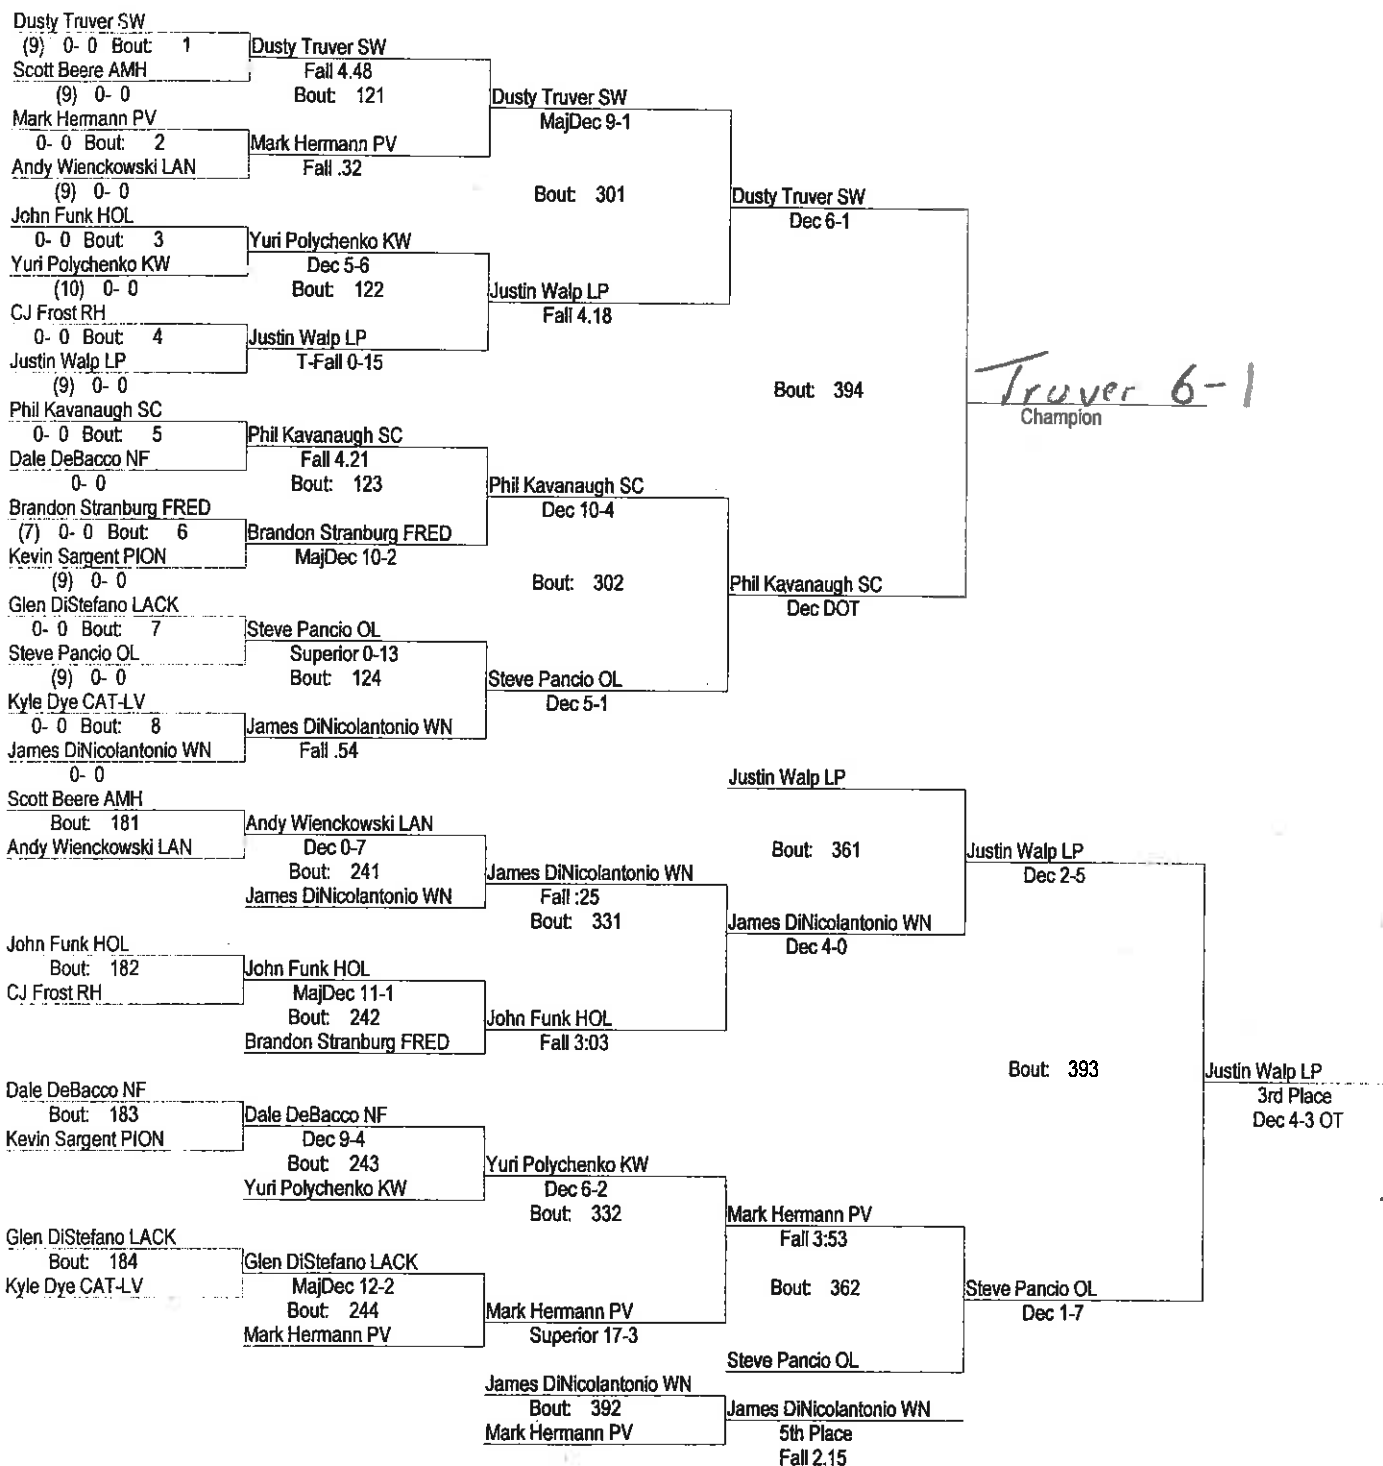 Dusty Truver SW
(9) 0- 0 Bout: 1
Scott Beere AMH
(9) 0- 0
Mark Hermann PV
0- 0 Bout: 2
Andy Wienckowski LAN
(9) 0- 0
John Funk HOL
0- 0 Bout: 3
Yuri Polychenko KW
(10) 0- 0
CJ Frost RH
0- 0 Bout: 4
Justin Walp LP
(9) 0- 0
Phil Kavanaugh SC
0- 0 Bout: 5
Dale DeBacco NF
0- 0
Brandon Stranburg FRED
(7) 0- 0 Bout: 6
Kevin Sargent PION
(9) 0- 0
Glen DiStefano LACK
0- 0 Bout: 7
Steve Pancio OL
(9) 0- 0
Kyle Dye CAT-LV
0- 0 Bout: 8
James DiNicolantonio WN
0- 0
Dusty Truver SW
Fall 4.48
Bout: 121
Mark Hermann PV
Fall .32
Yuri Polychenko KW
Dec 5-6
Bout: 122
Justin Walp LP
T-Fall 0-15
Phil Kavanaugh SC
Fall 4.21
Bout: 123
Brandon Stranburg FRED
MajDec 10-2
Steve Pancio OL
Superior 0-13
Bout: 124
James DiNicolantonio WN
Fall .54
Dusty Truver SW
MajDec 9-1
Bout: 301
Justin Walp LP
Fall 4.18
Phil Kavanaugh SC
Dec 10-4
Bout: 302
Steve Pancio OL
Dec 5-1
Dusty Truver SW
Dec 6-1
Bout: 394
Phil Kavanaugh SC
Dec DOT
Truver 6-1
Champion
Scott Beere AMH
Bout: 181
Andy Wienckowski LAN
John Funk HOL
Bout: 182
CJ Frost RH
Dale DeBacco NF
Bout: 183
Kevin Sargent PION
Glen DiStefano LACK
Bout: 184
Kyle Dye CAT-LV
Andy Wienckowski LAN
Dec 0-7
Bout: 241
James DiNicolantonio WN
John Funk HOL
MajDec 11-1
Bout: 242
Brandon Stranburg FRED
Dale DeBacco NF
Dec 9-4
Bout: 243
Yuri Polychenko KW
Glen DiStefano LACK
MajDec 12-2
Bout: 244
Mark Hermann PV
James DiNicolantonio WN
Fall :25
Bout: 331
John Funk HOL
Fall 3:03
Yuri Polychenko KW
Dec 6-2
Bout: 332
Mark Hermann PV
Superior 17-3
Justin Walp LP
Bout: 361
James DiNicolantonio WN
Dec 4-0
Mark Hermann PV
Fall 3:53
Bout: 362
Steve Pancio OL
Justin Walp LP
Dec 2-5
Bout: 393
Steve Pancio OL
Dec 1-7
Justin Walp LP
3rd Place
Dec 4-3 OT
James DiNicolantonio WN
Bout: 392
Mark Hermann PV
James DiNicolantonio WN
5th Place
Fall 2.15